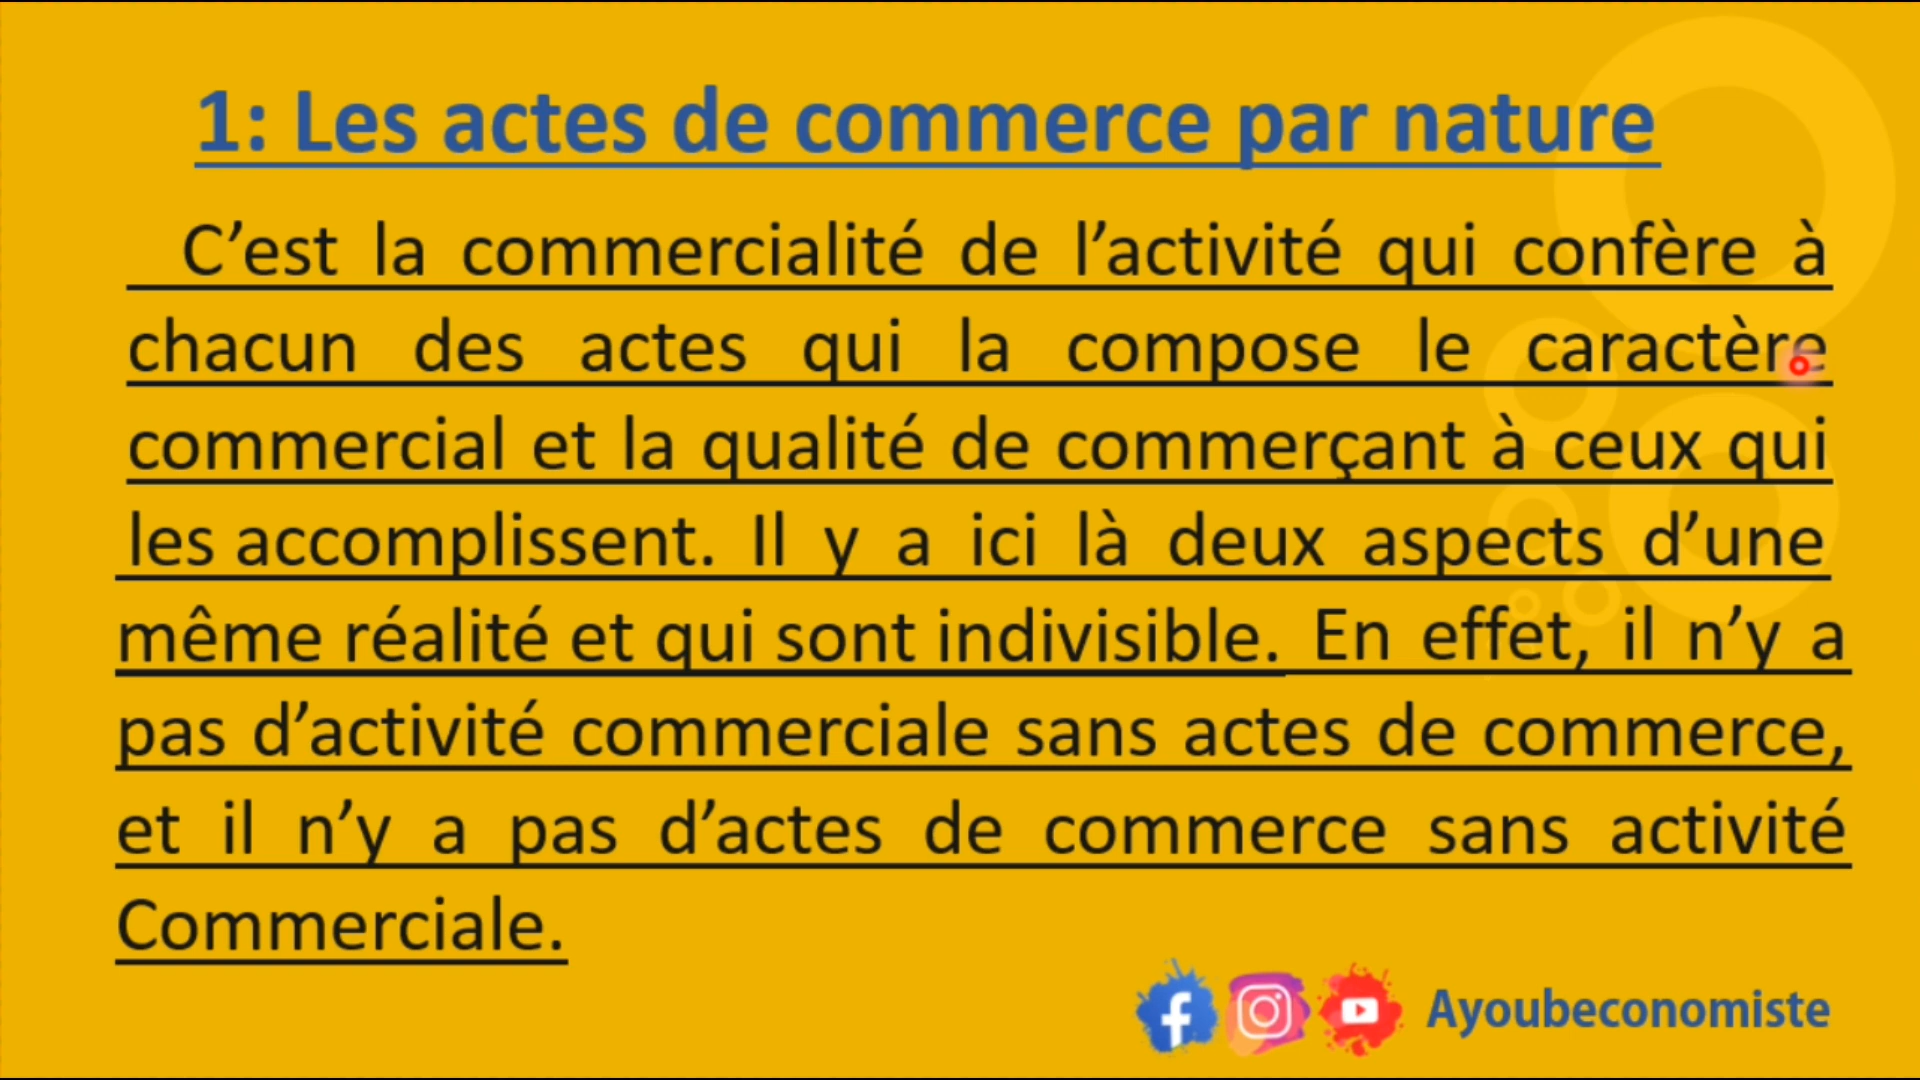 1: Les actes de commerce par nature
C’est la commercialité de l’activité qui confère à
chacun des actes qui la compose le caractère
commercial et la qualité de commerçant à ceux qui
les accomplissent. Il y a ici là deux aspects d’une
même réalité et qui sont indivisible. En effet, il n’y a
pas d’activité commerciale sans actes de commerce,
et il n’y a pas d’actes de commerce sans activité
Commerciale.
Ayoubeconomiste